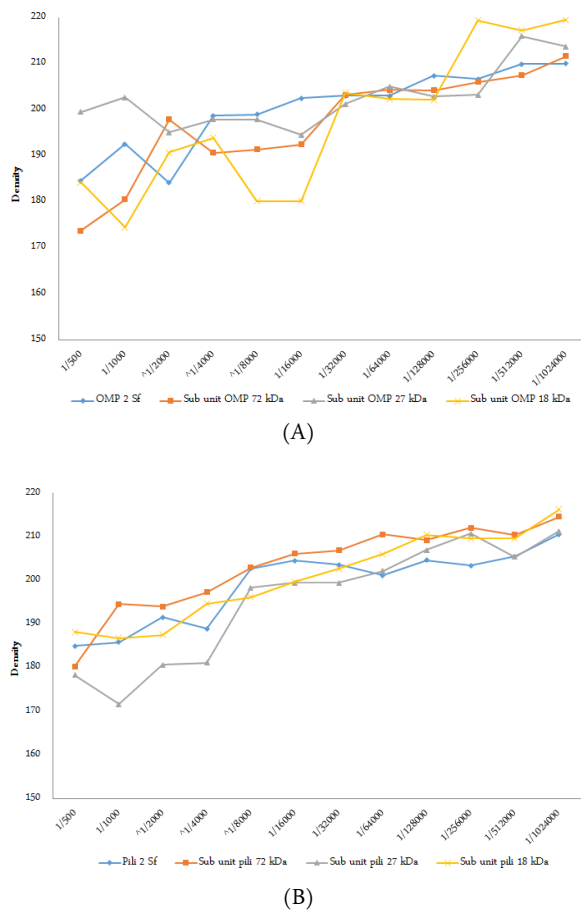 220
210
200
190
180
170
160
150
Density
1/500 1/1000 ^1/2000 ^1/4000 ^1/8000 1/16000 1/32000 1/64000 1/128000 1/256000 1/512000 1/1024000
OMP 2 Sf Sub unit OMP 72 kDa Sub unit OMP 27 kDa Sub unit OMP 18 kDa
(A)
220
210
200
190
180
170
160
150
Density
1/500 1/1000 ^1/2000 ^1/4000 ^1/8000 1/16000 1/32000 1/64000 1/128000 1/256000 1/512000 1/1024000
Pili 2 Sf Sub unit pili 72 kDa Sub unit pili 27 kDa Sub unit pili 18 kDa
(B)